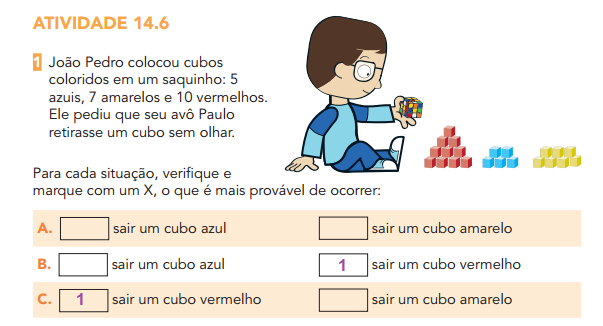 ATIVIDADE 14.6
1 João Pedro colocou cubos
coloridos em um saquinho: 5
azuis, 7 amarelos e 10 vermelhos.
Ele pediu que seu avô Paulo
retirasse um cubo sem olhar.
Para cada situação, verifique e
marque com um X, o que é mais provável de ocorrer:
A. sair um cubo azul sair um cubo amarelo
B. sair um cubo azul 1 sair um cubo vermelho
C. 1 sair um cubo vermelho sair um cubo amarelo